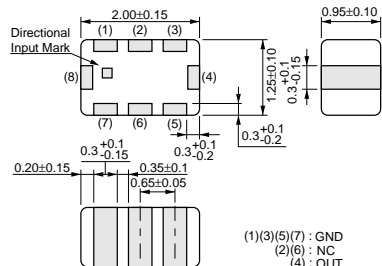 2.00±0.15
0.95±0.10
Directional
Input Mark
(1) (2) (3)
(8)
(4)
(7) (6) (5)
1.25±0.10
0.3+0.1-0.15
0.3+0.1-0.2
0.3+0.1-0.2
0.3+0.1-0.15
0.20±0.15
0.35±0.1
0.65±0.05
(1)(3)(5)(7) : GND
(2)(6) : NC
(4) : OUT